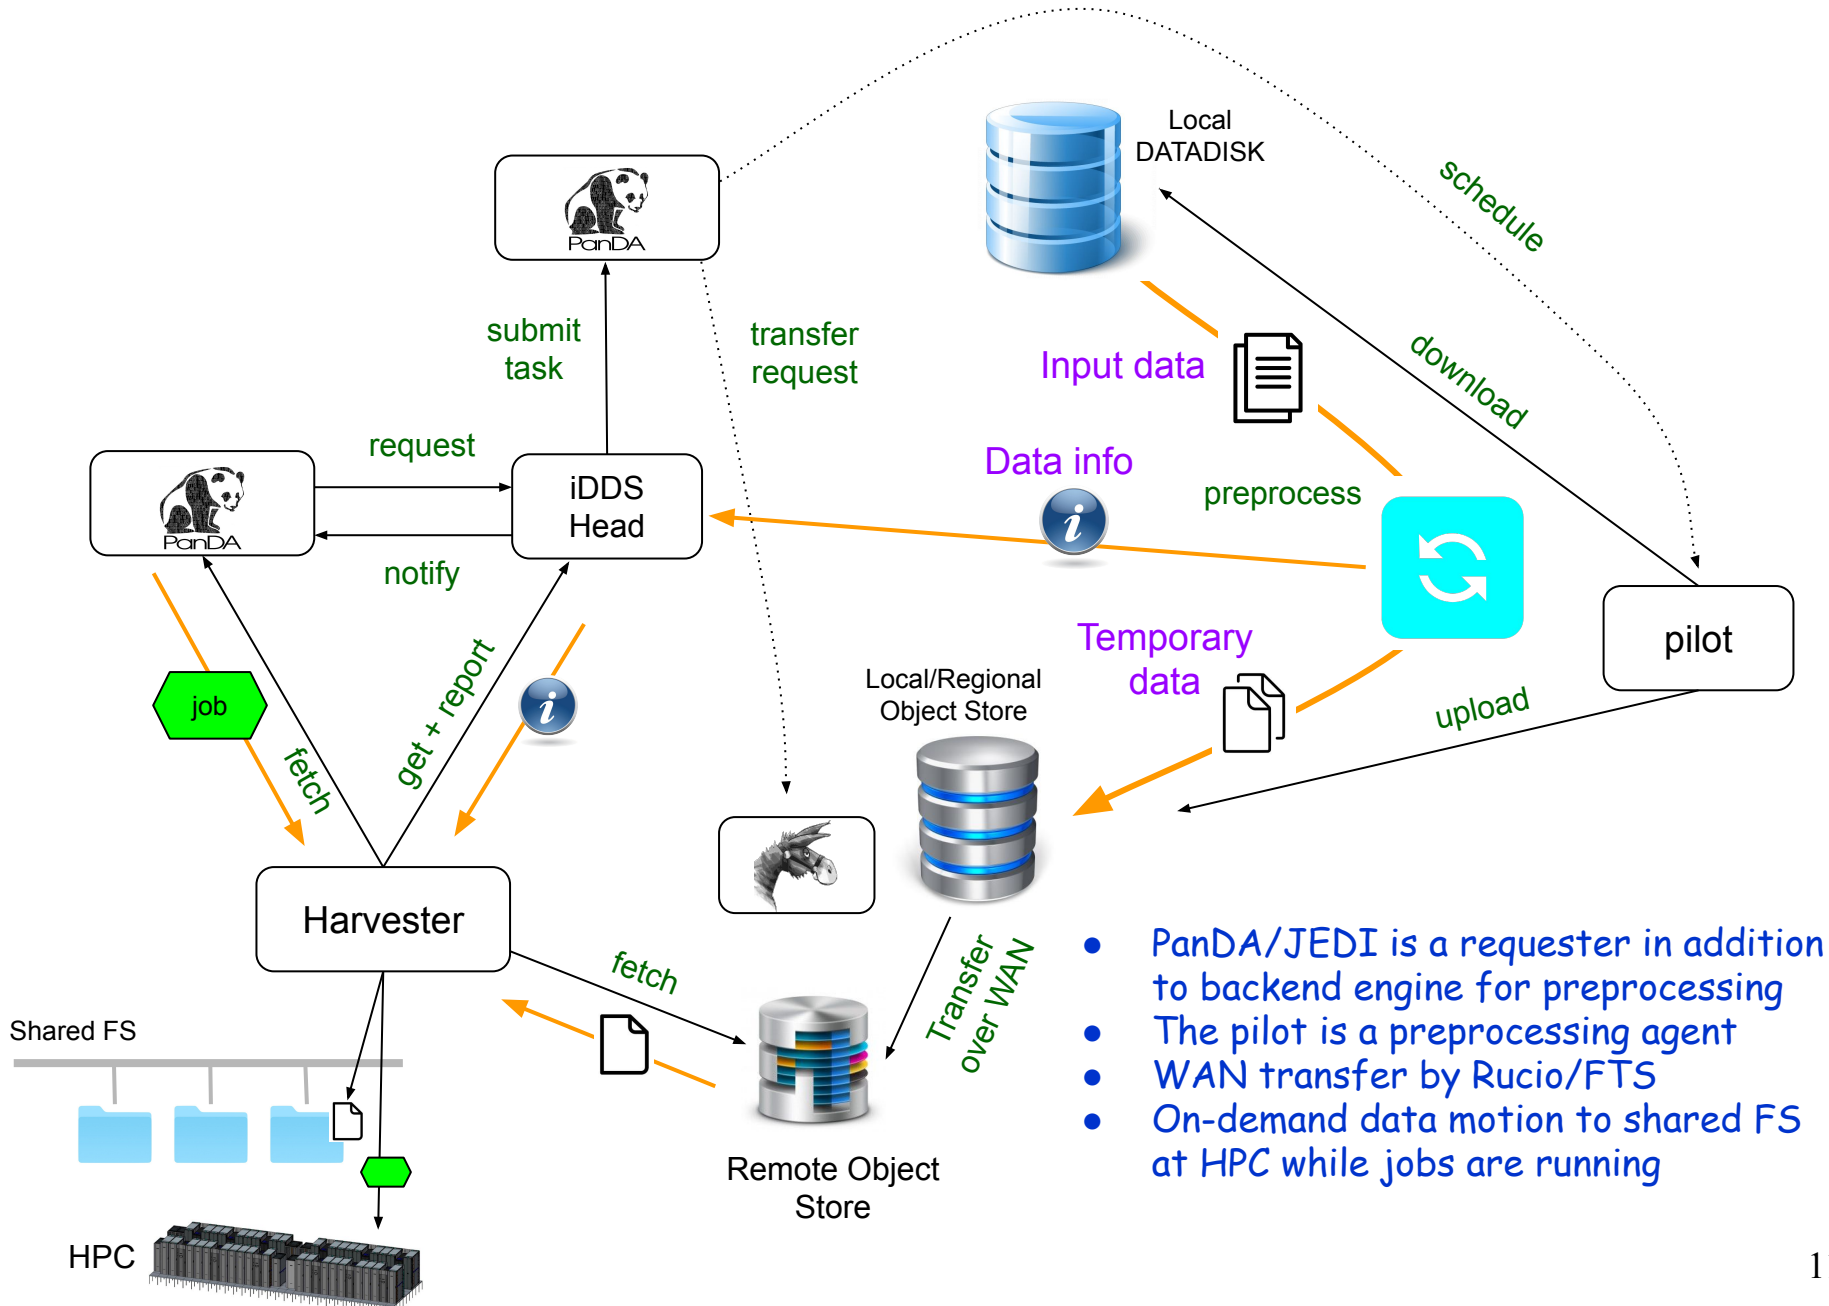 Local
DATADISK
schedule
PanDA
submit
task
transfer
request
Input data
download
request
Data info
iDDS
Head
preprocess
PanDA
notify
Temporary
data
pilot
get + report
Local/Regional
Object Store
job
upload
fetch
Harvester
fetch
Transfer
over WAN
● PanDA/JEDI is a requester in addition
to backend engine for preprocessing
● The pilot is a preprocessing agent
● WAN transfer by Rucio/FTS
● On-demand data motion to shared FS
at HPC while jobs are running
Shared FS
Remote Object
Store
HPC
1